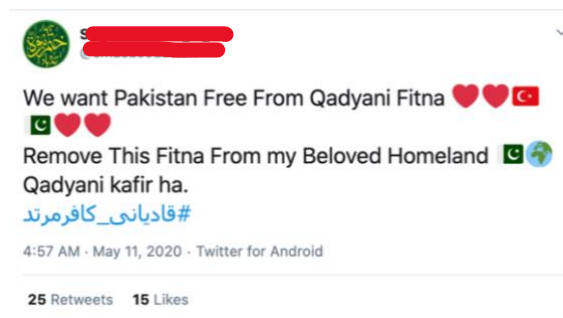 We want Pakistan Free From Qadyani Fitna ❤️❤️🇹🇷
🇵🇰❤️❤️
Remove This Fitna From my Beloved Homeland 🇵🇰🌍
Qadyani kafir ha.
#قادیانی_کافرمرتد
4:57 AM · May 11, 2020 · Twitter for Android
25 Retweets 15 Likes